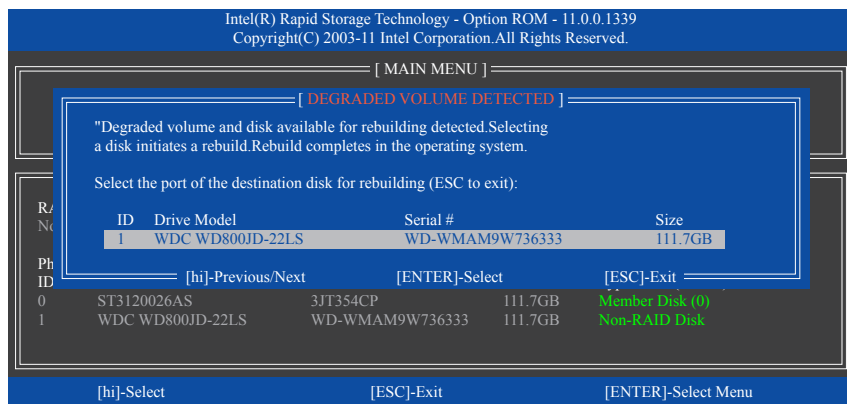 Intel(R) Rapid Storage Technology - Option ROM - 11.0.0.1339
Copyright(C) 2003-11 Intel Corporation.All Rights Reserved.
[ MAIN MENU ]
[ DEGRADED VOLUME DETECTED ]
"Degraded volume and disk available for rebuilding detected.Selecting
a disk initiates a rebuild.Rebuild completes in the operating system.
Select the port of the destination disk for rebuilding (ESC to exit):
ID Drive Model Serial # Size
1 WDC WD800JD-22LS WD-WMAM9W736333 111.7GB
[hi]-Previous/Next [ENTER]-Select [ESC]-Exit
ID
0 ST3120026AS 3JT354CP 111.7GB Member Disk (0)
1 WDC WD800JD-22LS WD-WMAM9W736333 111.7GB Non-RAID Disk
[hi]-Select [ESC]-Exit [ENTER]-Select Menu